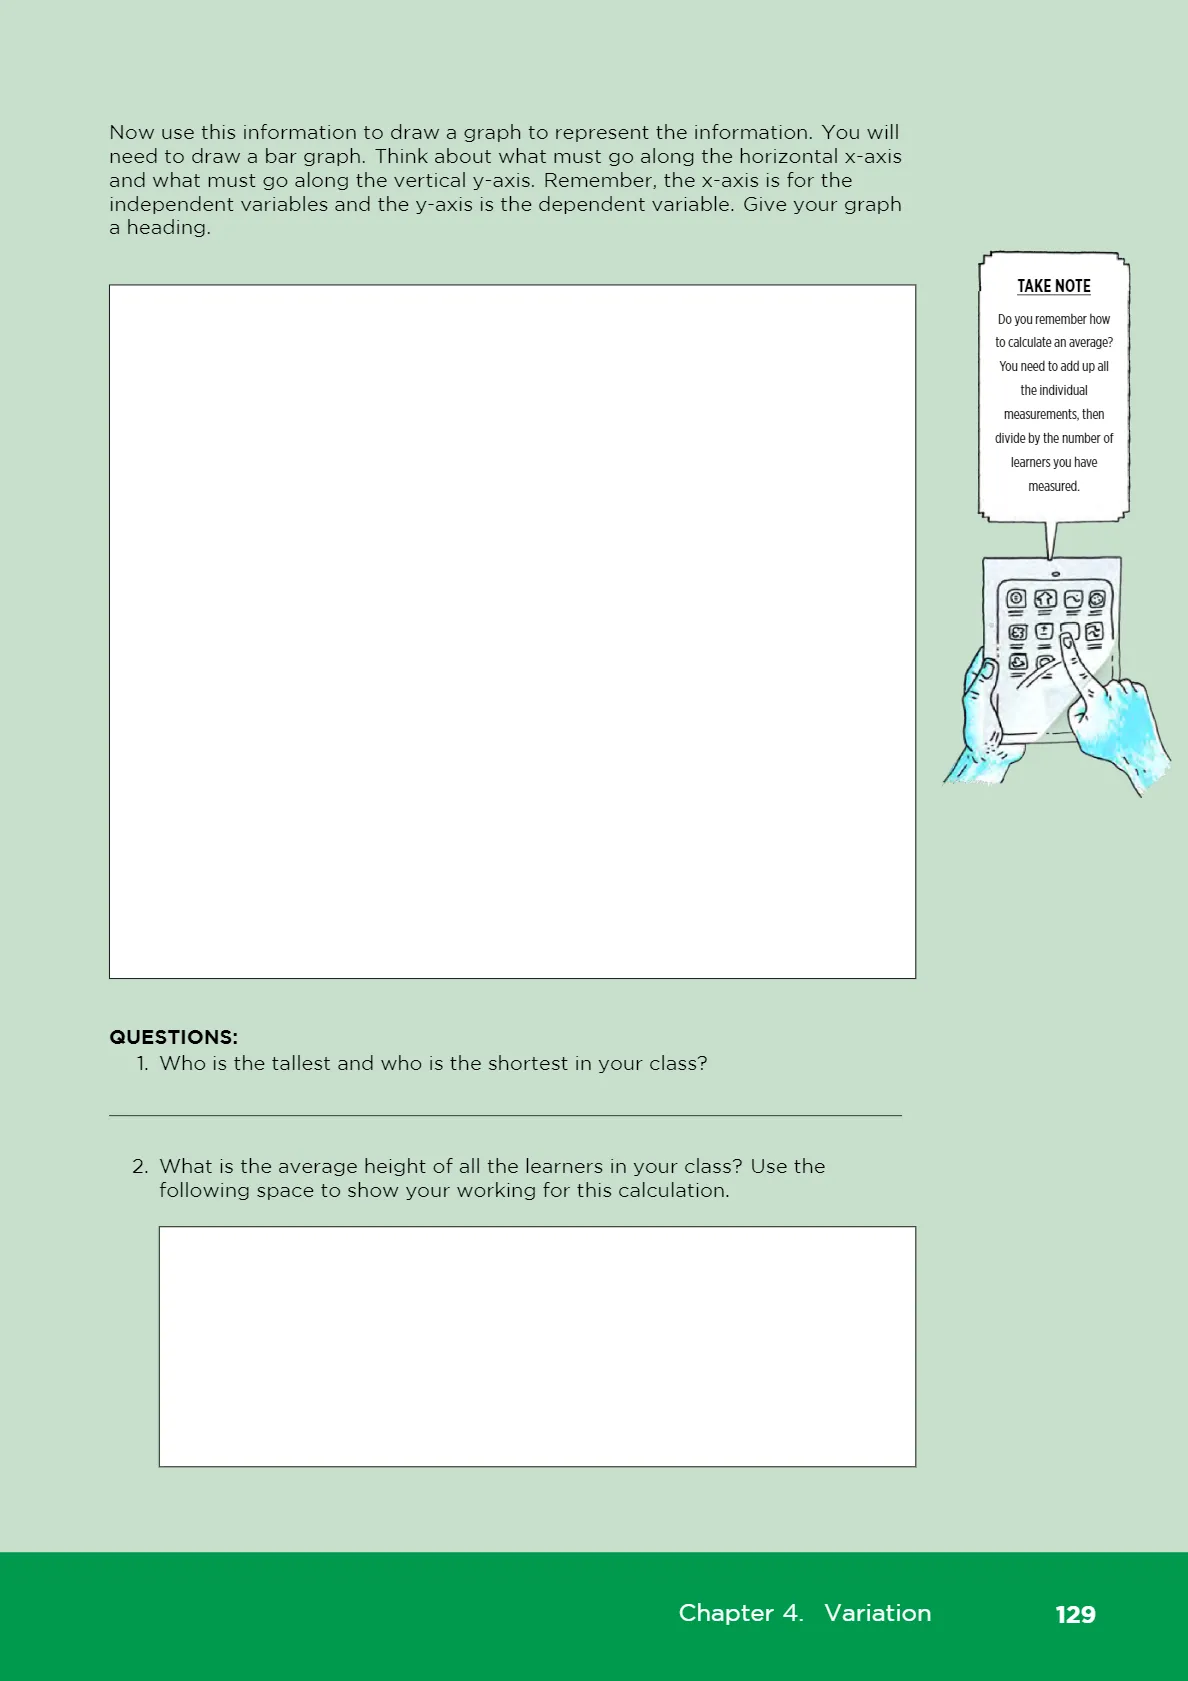 Now use this information to draw a graph to represent the information. You will
need to draw a bar graph. Think about what must go along the horizontal x-axis
and what must go along the vertical y-axis. Remember, the x-axis is for the
independent variables and the y-axis is the dependent variable. Give your graph
a heading.
TAKE NOTE
Do you remember how
to calculate an average?
You need to add up all
the individual
measurements, then
divide by the number of
learners you have
measured.
QUESTIONS:
1. Who is the tallest and who is the shortest in your class?
2. What is the average height of all the learners in your class? Use the
following space to show your working for this calculation.
Chapter 4. Variation 129